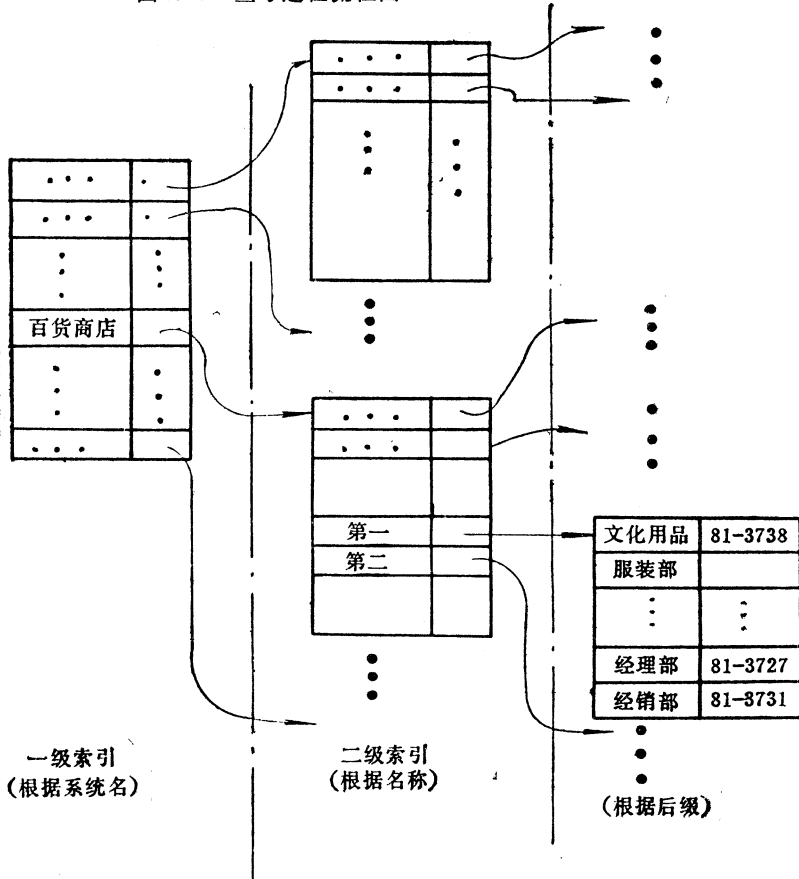 百货商店
第一
第二
文化用品 81-3738
服装部
经理部 81-3727
经销部 81-3731
一级索引
(根据系统名)
二级索引
(根据名称)
(根据后缀)